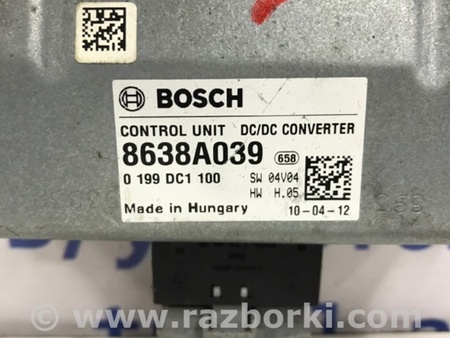 BOSCH
CONTROL UNIT DC/DC CONVERTER
8638A039 658
0 199 DC1 100 SW 04V04
HW H.05
Made in Hungary 10-04-12
www.razborki.com